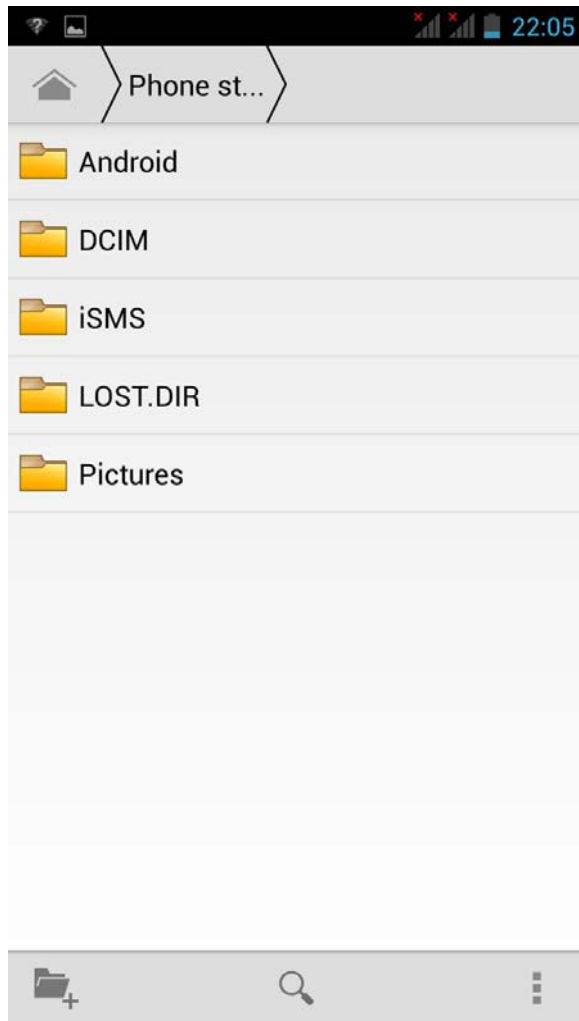 22:05
Phone st...
Android
DCIM
iSMS
LOST.DIR
Pictures